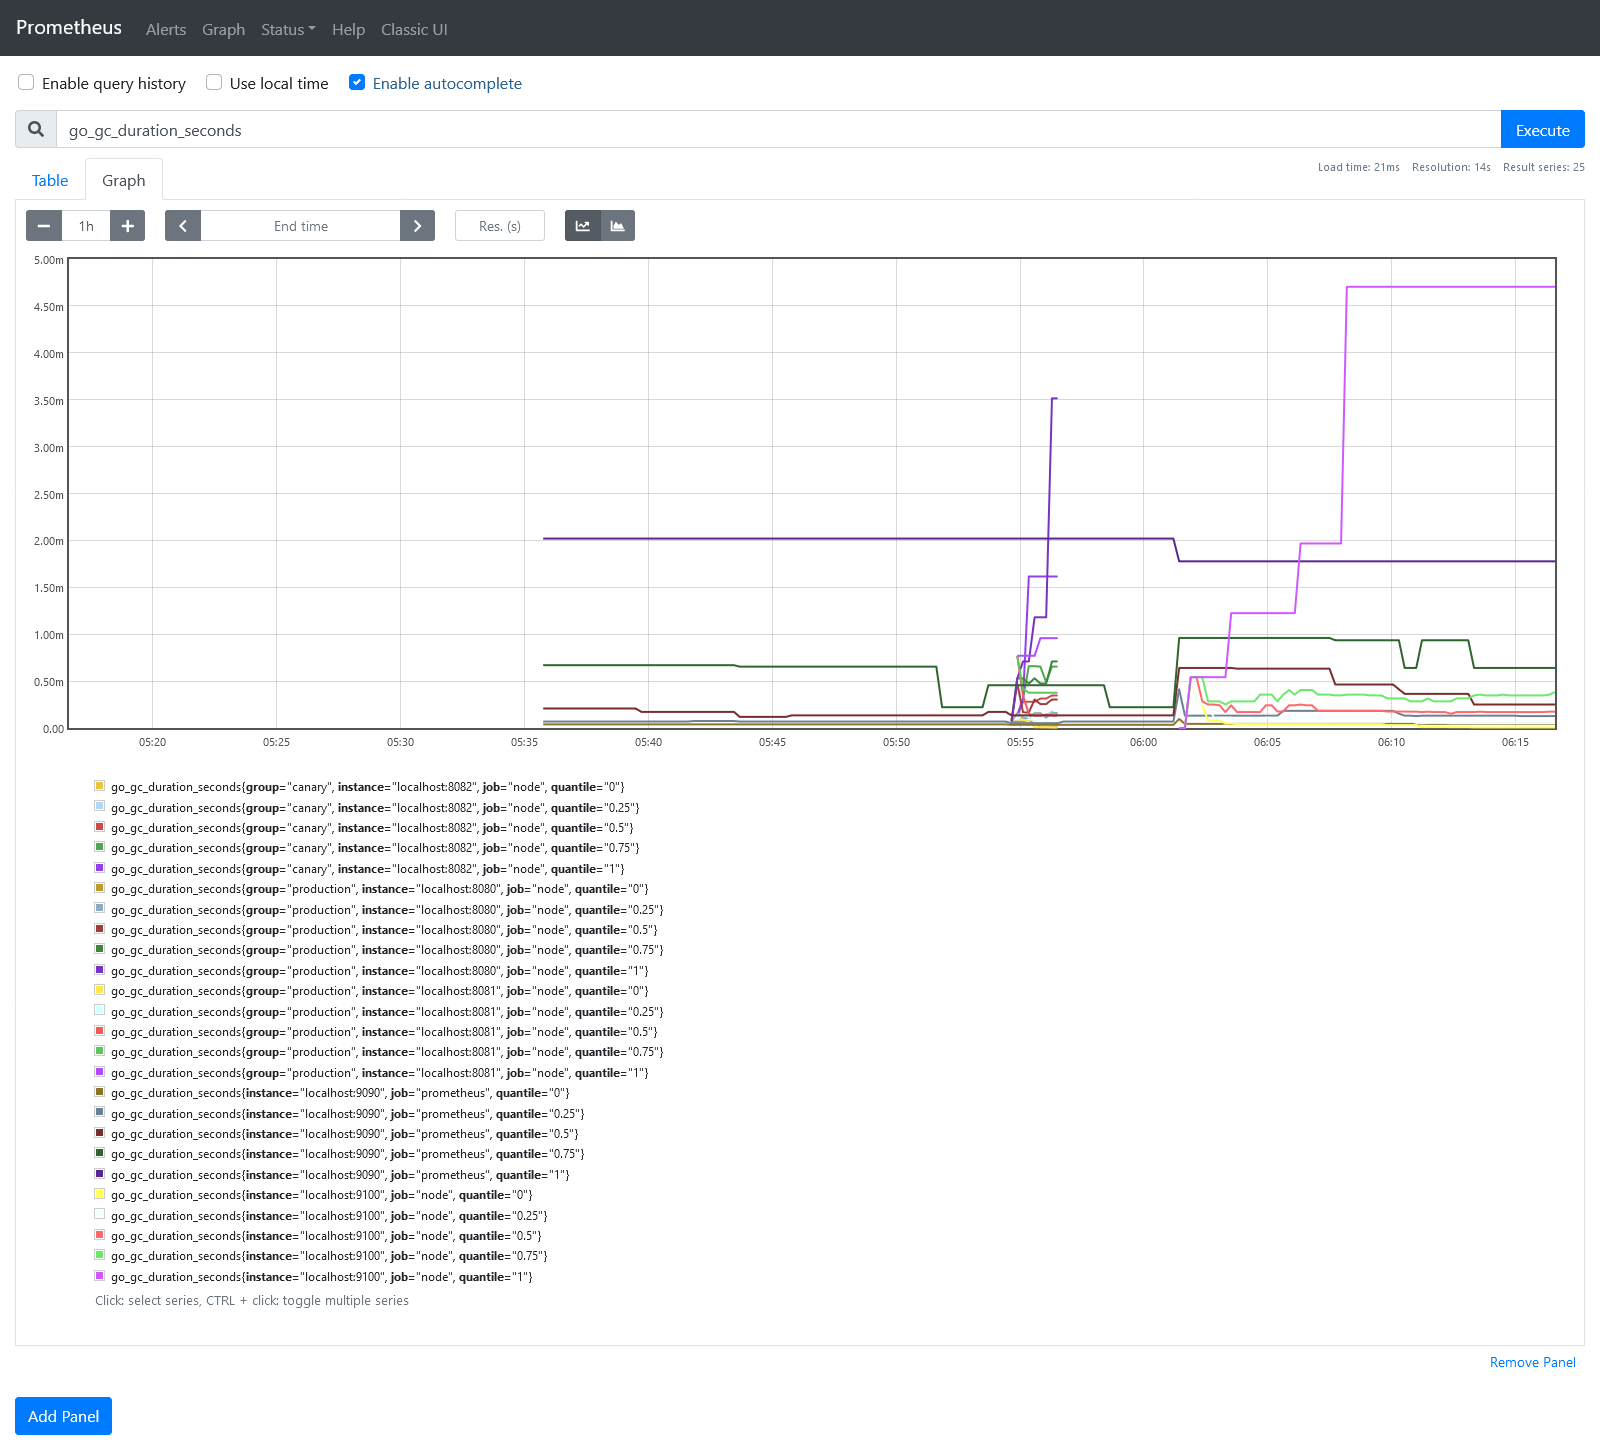 Prometheus Alerts Graph Status Help Classic UI
Enable query history Use local time Enable autocomplete
go_gc_duration_seconds Execute
Table Graph Load time: 21ms Resolution: 14s Result series: 25
1h End time Res. (s)
5.00m
4.50m
4.00m
3.50m
3.00m
2.50m
2.00m
1.50m
1.00m
0.50m
0.00
05:20 05:25 05:30 05:35 05:40 05:45 05:50 05:55 06:00 06:05 06:10 06:15
go_gc_duration_seconds{group="canary", instance="localhost:8082", job="node", quantile="0"}
go_gc_duration_seconds{group="canary", instance="localhost:8082", job="node", quantile="0.25"}
go_gc_duration_seconds{group="canary", instance="localhost:8082", job="node", quantile="0.5"}
go_gc_duration_seconds{group="canary", instance="localhost:8082", job="node", quantile="0.75"}
go_gc_duration_seconds{group="canary", instance="localhost:8082", job="node", quantile="1"}
go_gc_duration_seconds{group="production", instance="localhost:8080", job="node", quantile="0"}
go_gc_duration_seconds{group="production", instance="localhost:8080", job="node", quantile="0.25"}
go_gc_duration_seconds{group="production", instance="localhost:8080", job="node", quantile="0.5"}
go_gc_duration_seconds{group="production", instance="localhost:8080", job="node", quantile="0.75"}
go_gc_duration_seconds{group="production", instance="localhost:8080", job="node", quantile="1"}
go_gc_duration_seconds{group="production", instance="localhost:8081", job="node", quantile="0"}
go_gc_duration_seconds{group="production", instance="localhost:8081", job="node", quantile="0.25"}
go_gc_duration_seconds{group="production", instance="localhost:8081", job="node", quantile="0.5"}
go_gc_duration_seconds{group="production", instance="localhost:8081", job="node", quantile="0.75"}
go_gc_duration_seconds{group="production", instance="localhost:8081", job="node", quantile="1"}
go_gc_duration_seconds{instance="localhost:9090", job="prometheus", quantile="0"}
go_gc_duration_seconds{instance="localhost:9090", job="prometheus", quantile="0.25"}
go_gc_duration_seconds{instance="localhost:9090", job="prometheus", quantile="0.5"}
go_gc_duration_seconds{instance="localhost:9090", job="prometheus", quantile="0.75"}
go_gc_duration_seconds{instance="localhost:9090", job="prometheus", quantile="1"}
go_gc_duration_seconds{instance="localhost:9100", job="node", quantile="0"}
go_gc_duration_seconds{instance="localhost:9100", job="node", quantile="0.25"}
go_gc_duration_seconds{instance="localhost:9100", job="node", quantile="0.5"}
go_gc_duration_seconds{instance="localhost:9100", job="node", quantile="0.75"}
go_gc_duration_seconds{instance="localhost:9100", job="node", quantile="1"}
Click: select series, CTRL + click: toggle multiple series
Remove Panel
Add Panel